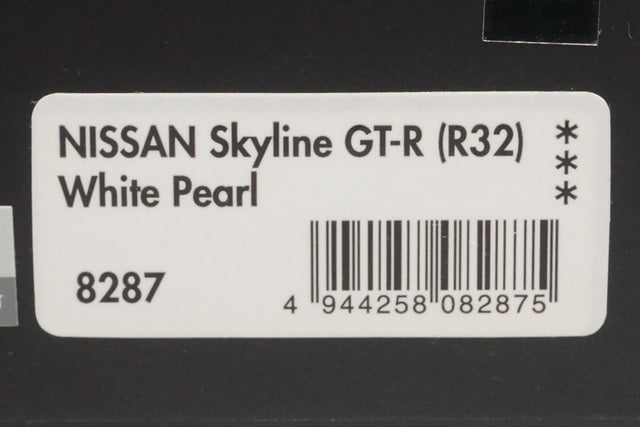 NISSAN Skyline GT-R (R32) ***
White Pearl
8287
4 944258 082875